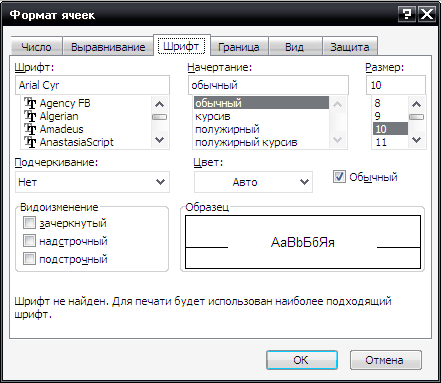 Формат ячеек
Число Выравнивание Шрифт Граница Вид Защита
Шрифт: Начертание: Размер:
Arial Cyr обычный 10
Agency FB обычный 8
Algerian курсив 9
Amadeus полужирный 10
AnastasiaScript полужирный курсив 11
Подчеркивание: Цвет:
Нет Авто Обычный
Видоизменение Образец
зачеркнутый
надстрочный АаВbБбЯя
подстрочный
Шрифт не найден. Для печати будет использован наиболее подходящий
шрифт.
OK Отмена